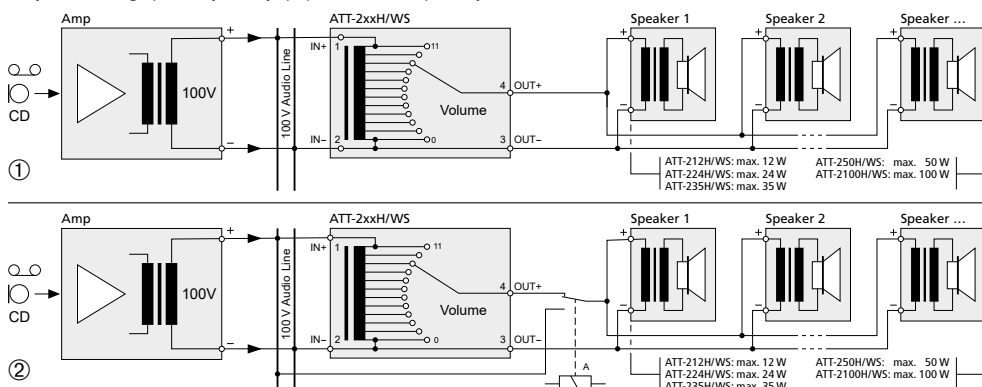 Amp
ATT-2xxH/WS
Speaker 1
Speaker 2
Speaker …
+
IN+ 1
11
+
+
+
CD
100V
100 V Audio Line
4 OUT+
Volume
−
IN− 2
0
3 OUT−
−
−
−
①
ATT-212H/WS: max. 12 W
ATT-224H/WS: max. 24 W
ATT-235H/WS: max. 35 W
ATT-250H/WS: max. 50 W
ATT-2100H/WS: max. 100 W
Amp
ATT-2xxH/WS
Speaker 1
Speaker 2
Speaker …
+
IN+ 1
11
+
+
+
CD
100V
100 V Audio Line
4 OUT+
Volume
−
IN− 2
0
3 OUT−
−
−
−
②
A
ATT-212H/WS: max. 12 W
ATT-224H/WS: max. 24 W
ATT-235H/WS: max. 35 W
ATT-250H/WS: max. 50 W
ATT-2100H/WS: max. 100 W